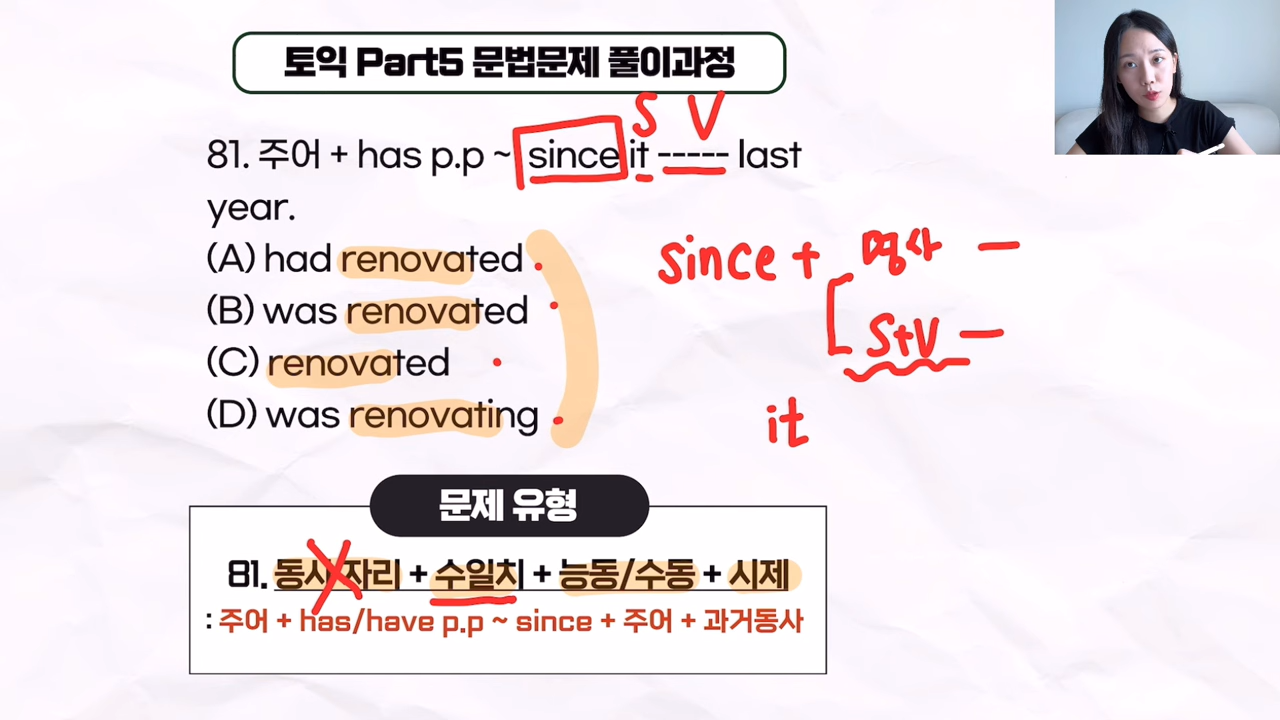 토익 Part5 문법문제 풀이과정
S V
81. 주어 + has p.p ~ since it ----- last
year.
(A) had renovated
(B) was renovated
(C) renovated
(D) was renovating
since + 명사 —
S+V —
it
문제 유형
81. 동사 자리 + 수일치 + 능동/수동 + 시제
: 주어 + has/have p.p ~ since + 주어 + 과거동사